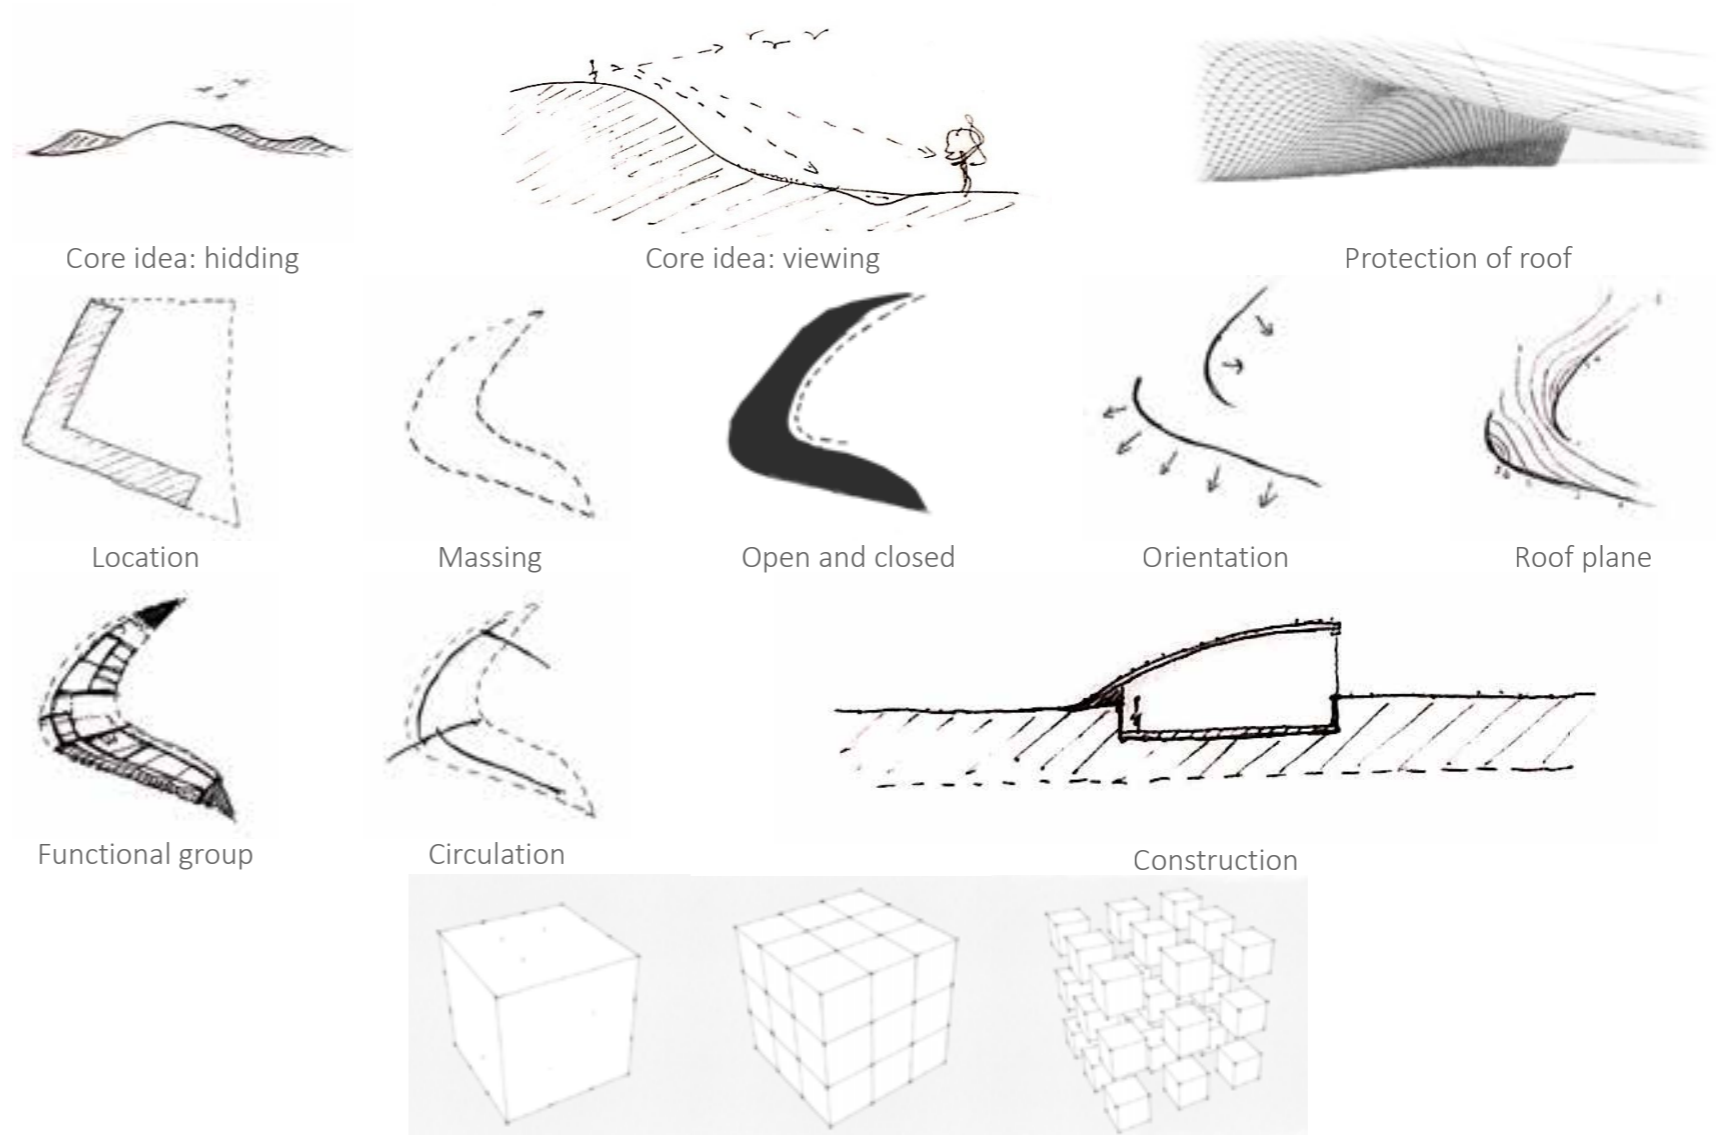 Core idea: hidding
Core idea: viewing
Protection of roof
Location
Massing
Open and closed
Orientation
Roof plane
Functional group
Circulation
Construction